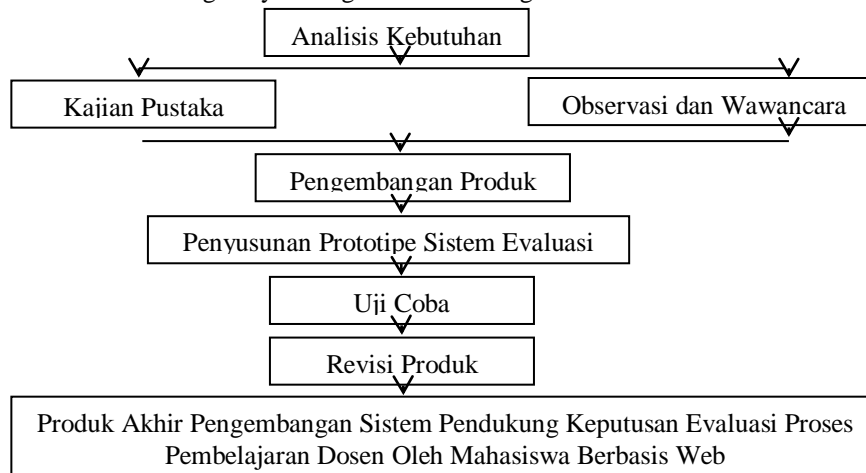 Analisis Kebutuhan
Kajian Pustaka
Observasi dan Wawancara
Pengembangan Produk
Penyusunan Prototipe Sistem Evaluasi
Uji Coba
Revisi Produk
Produk Akhir Pengembangan Sistem Pendukung Keputusan Evaluasi Proses
Pembelajaran Dosen Oleh Mahasiswa Berbasis Web